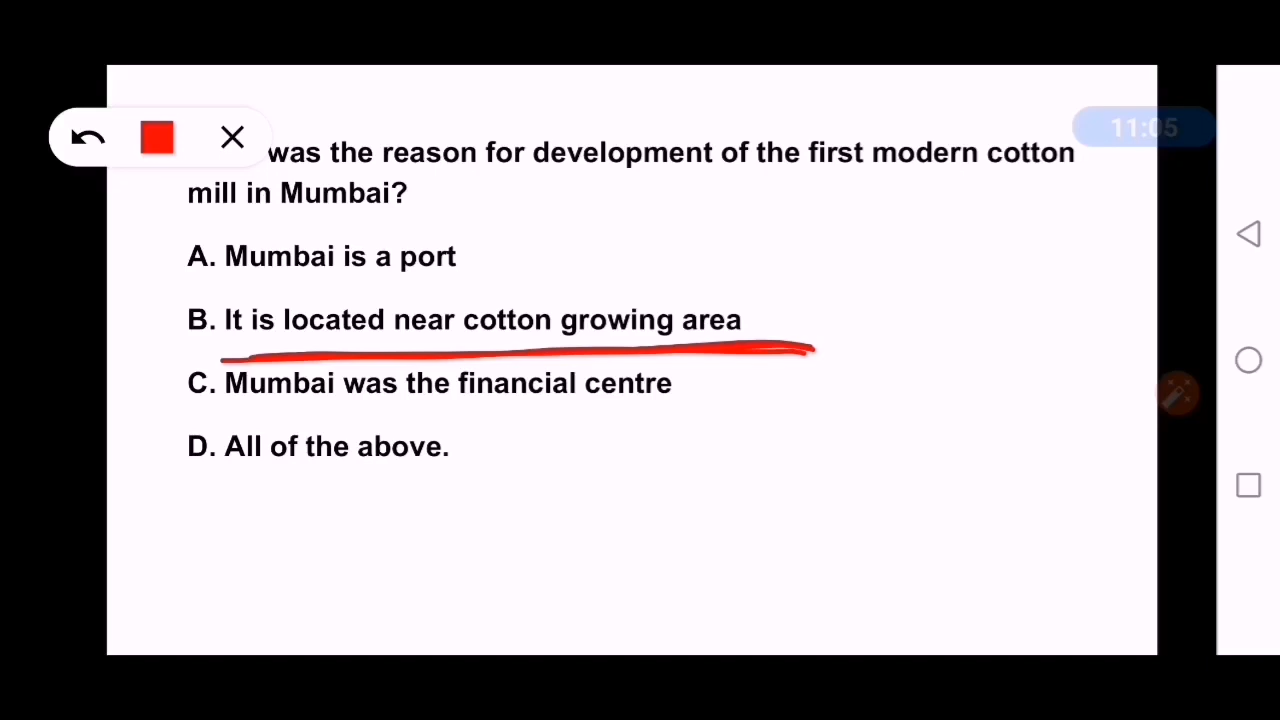 was the reason for development of the first modern cotton
mill in Mumbai?
A. Mumbai is a port
B. It is located near cotton growing area
C. Mumbai was the financial centre
D. All of the above.
11:05